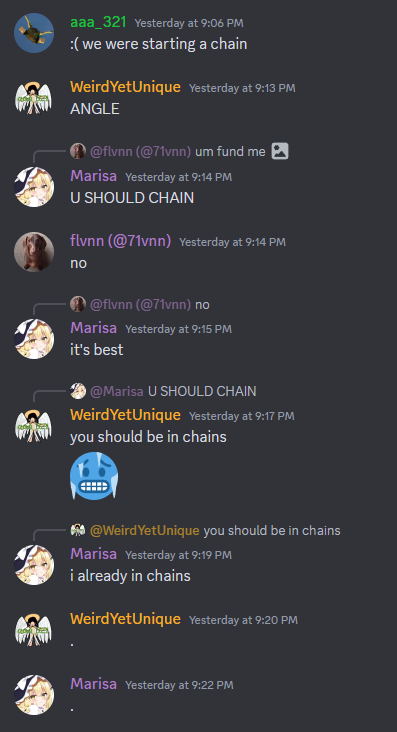 aaa_321 Yesterday at 9:06 PM
:( we were starting a chain
WeirdYetUnique Yesterday at 9:13 PM
ANGLE
@flvnn (@71vnn) um fund me
Marisa Yesterday at 9:14 PM
U SHOULD CHAIN
flvnn (@71vnn) Yesterday at 9:14 PM
no
@flvnn (@71vnn) no
Marisa Yesterday at 9:15 PM
it's best
@Marisa U SHOULD CHAIN
WeirdYetUnique Yesterday at 9:17 PM
you should be in chains
@WeirdYetUnique you should be in chains
Marisa Yesterday at 9:19 PM
i already in chains
WeirdYetUnique Yesterday at 9:20 PM
.
Marisa Yesterday at 9:22 PM
.